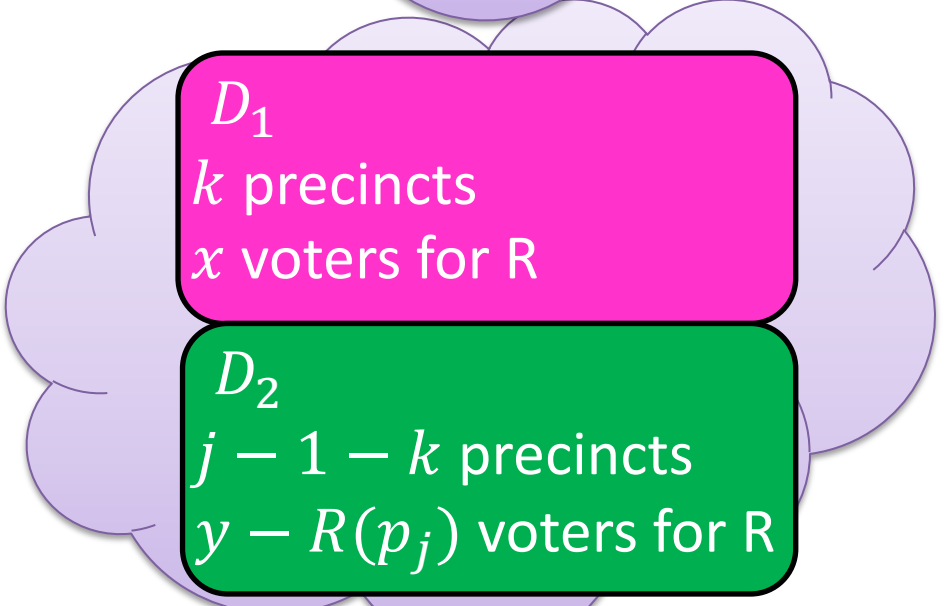 D₁
k precincts
x voters for R
D₂
j − 1 − k precincts
y − R(pⱼ) voters for R